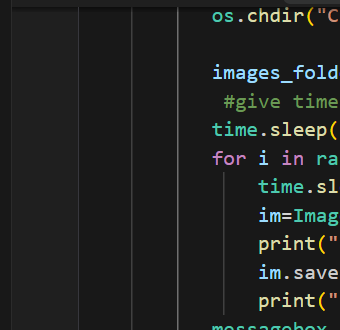 os.chdir("C
images_fold
#give time
time.sleep(
for i in ra
time.sl
im=Imag
print("
im.save
print("
messagebox